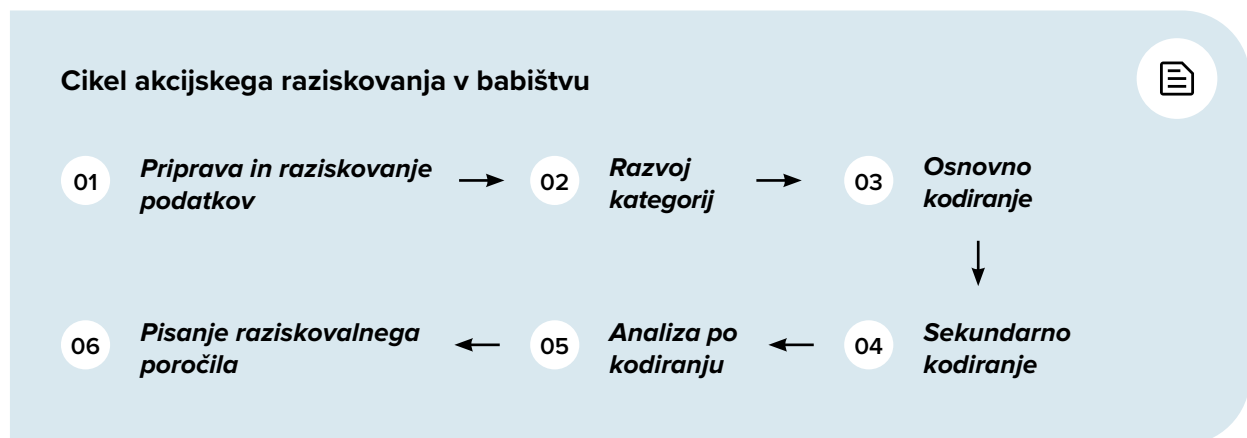 Cikel akcijskega raziskovanja v babištvu
01
Priprava in raziskovanje
podatkov
02
Razvoj
kategorij
03
Osnovno
kodiranje
04
Sekundarno
kodiranje
05
Analiza po
kodiranju
06
Pisanje raziskovalnega
poročila